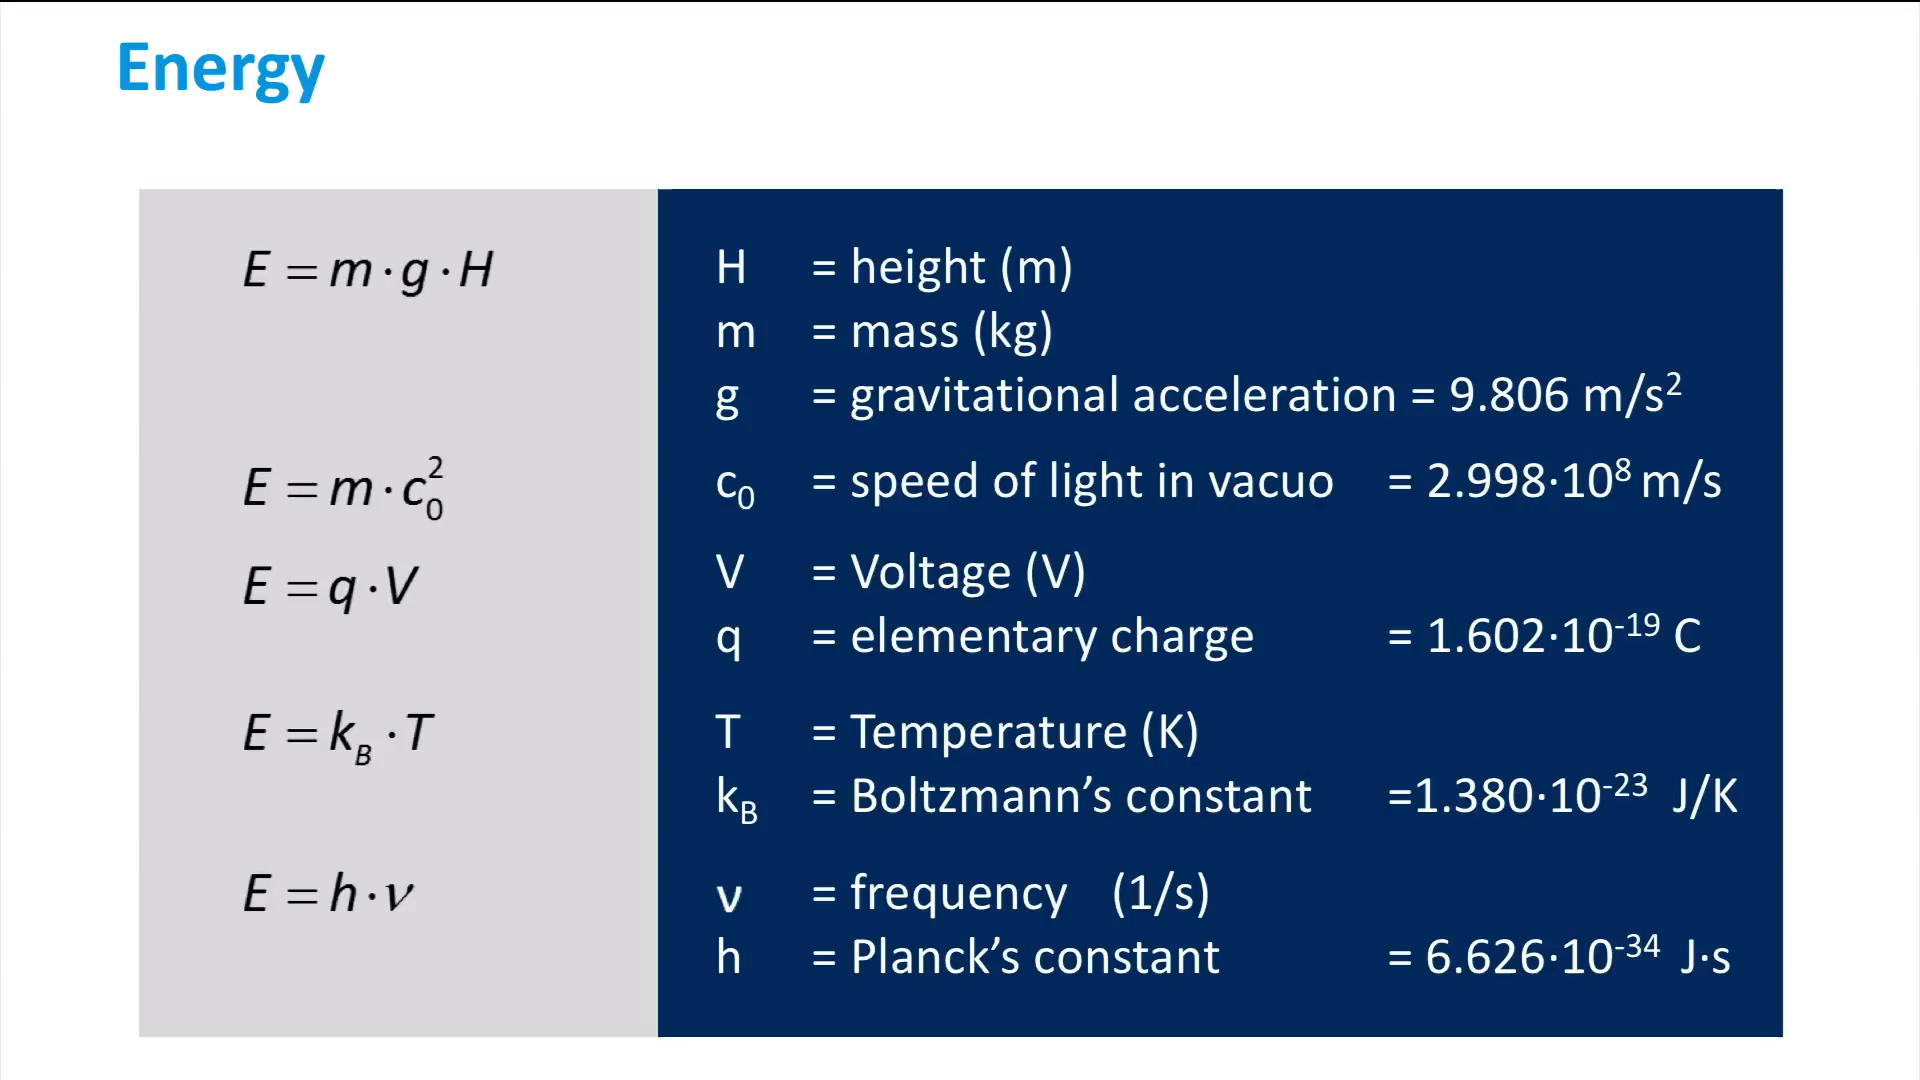 Energy
E = m · g · H
H = height (m)
m = mass (kg)
g = gravitational acceleration = 9.806 m/s²
E = m · c₀²
c₀ = speed of light in vacuo = 2.998·10⁸ m/s
E = q · V
V = Voltage (V)
q = elementary charge = 1.602·10⁻¹⁹ C
E = k_B · T
T = Temperature (K)
k_B = Boltzmann’s constant =1.380·10⁻²³ J/K
E = h · ν
ν = frequency (1/s)
h = Planck’s constant = 6.626·10⁻³⁴ J·s